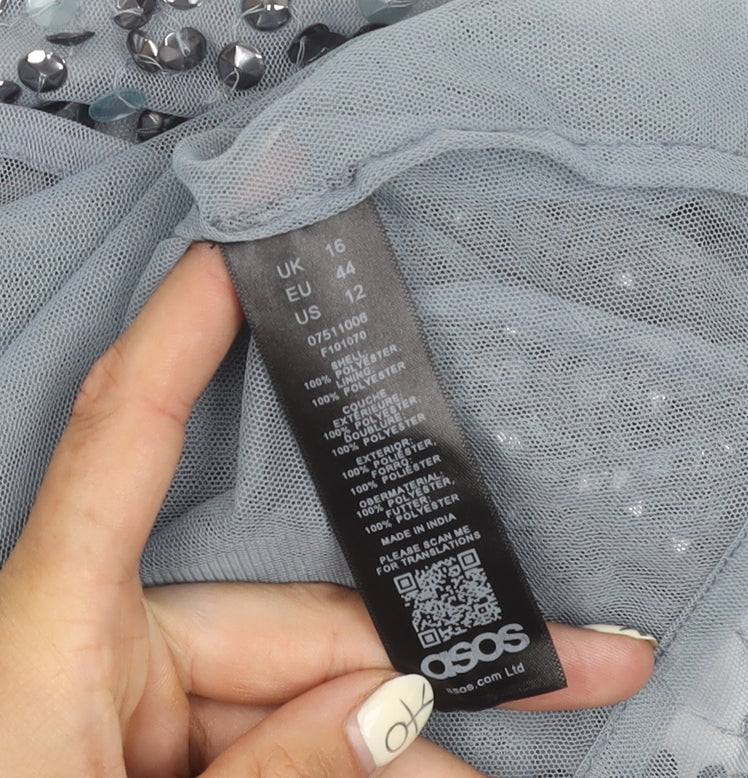 UK 16
EU 44
US 12
07511006
F101070
SHELL:
100% POLYESTER,
LINING:
100% POLYESTER
COUCHE
EXTÉRIEURE:
100% POLYESTER,
DOUBLURE:
100% POLYESTER
EXTERIOR:
100% POLIÉSTER,
FORRO:
100% POLIÉSTER
OBERMATERIAL:
100% POLYESTER,
FUTTER:
100% POLYESTER
MADE IN INDIA
PLEASE SCAN ME
FOR TRANSLATIONS
asos
asos.com Ltd